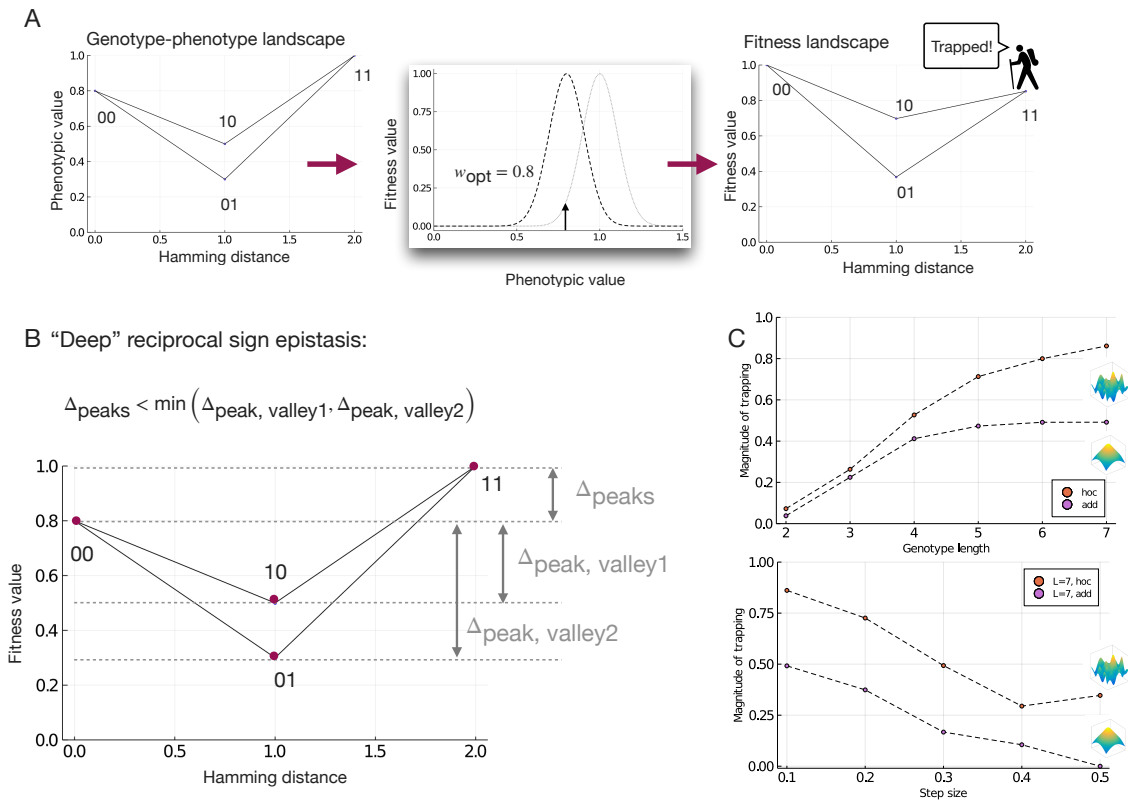 A
Genotype-phenotype landscape
Phenotypic value
1.0
0.8
0.6
0.4
0.2
0.0
00
10
01
11
0.0 0.5 1.0 1.5 2.0
Hamming distance
Fitness value
1.00
0.75
0.50
0.25
0.00
wopt = 0.8
0.0 0.5 1.0 1.5
Phenotypic value
Fitness landscape
Trapped!
Fitness value
1.0
0.8
0.6
0.4
0.2
0.0
00
10
01
11
0.0 0.5 1.0 1.5 2.0
Hamming distance
B "Deep" reciprocal sign epistasis:
Δpeaks < min (Δpeak, valley1, Δpeak, valley2)
Fitness value
1.0
0.8
0.6
0.4
0.2
0.0
00
10
01
11
Δpeaks
Δpeak, valley1
Δpeak, valley2
0.0 0.5 1.0 1.5 2.0
Hamming distance
C
Magnitude of trapping
1.0
0.8
0.6
0.4
0.2
0.0
hoc
add
2 3 4 5 6 7
Genotype length
Magnitude of trapping
0.75
0.50
0.25
0.00
L=7, hoc
L=7, add
0.1 0.2 0.3 0.4 0.5
Step size